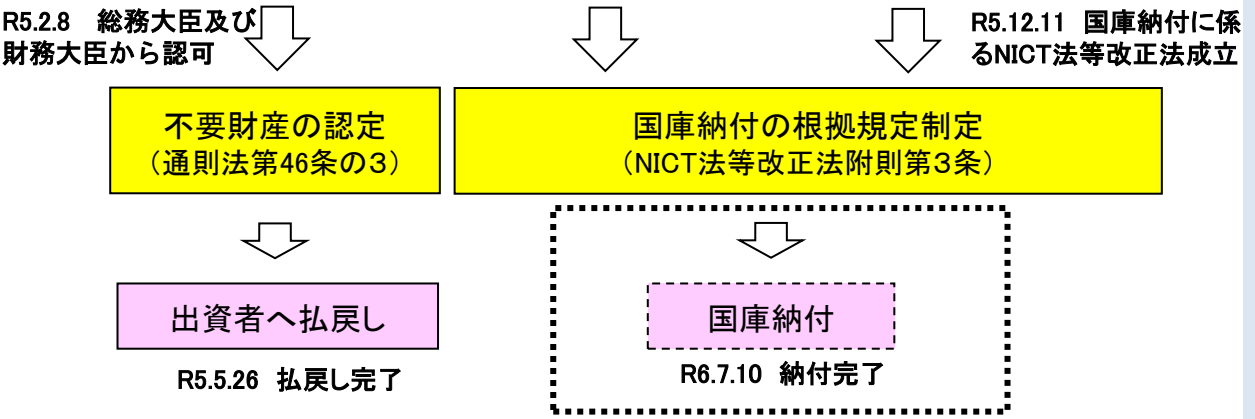 R5.2.8　総務大臣及び
財務大臣から認可
R5.12.11　国庫納付に係
るNICT法等改正法成立
不要財産の認定
（通則法第46条の３）
国庫納付の根拠規定制定
（NICT法等改正法附則第３条）
出資者へ払戻し
国庫納付
R5.5.26　払戻し完了
R6.7.10　納付完了